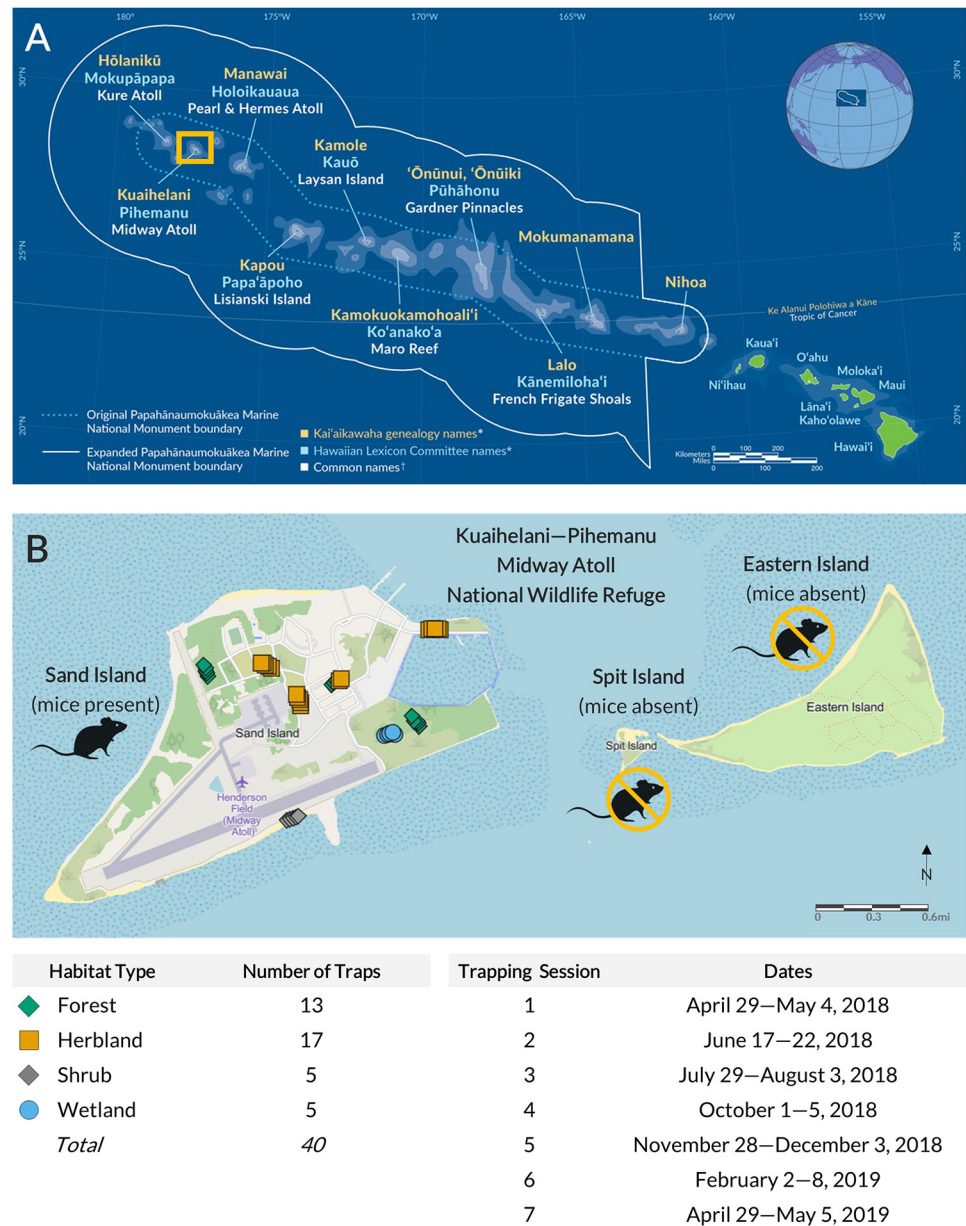 A
180°
175°W
170°W
165°W
160°W
155°W
30°N
30°N
25°N
25°N
20°N
20°N
Hōlanikū
Mokupāpapa
Kure Atoll
Manawai
Holoikauaua
Pearl & Hermes Atoll
Kamole
Kauō
Laysan Island
ʻŌnūnui, ʻŌnūiki
Pūhāhonu
Gardner Pinnacles
Mokumanamana
Nihoa
Kuaihelani
Pihemanu
Midway Atoll
Kapou
Papaʻāpoho
Lisianski Island
Kamokuokamohoaliʻi
Koʻanakoʻa
Maro Reef
Lalo
Kānemilohaʻi
French Frigate Shoals
Ke Alanui Polohiwa a Kāne
Tropic of Cancer
Kauaʻi
Niʻihau
Oʻahu
Molokaʻi
Maui
Lānaʻi
Kahoʻolawe
Hawaiʻi
Original Papahānaumokuākea Marine
National Monument boundary
Expanded Papahānaumokuākea Marine
National Monument boundary
Kaiʻaikawaha genealogy names*
Hawaiian Lexicon Committee names*
Common names†
Kilometers
0 100 200
Miles
0 100 200
B
Kuaihelani—Pihemanu
Midway Atoll
National Wildlife Refuge
Eastern Island
(mice absent)
Sand Island
(mice present)
Spit Island
(mice absent)
Sand Island
Spit Island
Eastern Island
Henderson
Field
(Midway
Atoll)
N
0 0.3 0.6mi
Habitat Type Number of Traps
Forest 13
Herbland 17
Shrub 5
Wetland 5
Total 40
Trapping Session Dates
1 April 29—May 4, 2018
2 June 17—22, 2018
3 July 29—August 3, 2018
4 October 1—5, 2018
5 November 28—December 3, 2018
6 February 2—8, 2019
7 April 29—May 5, 2019